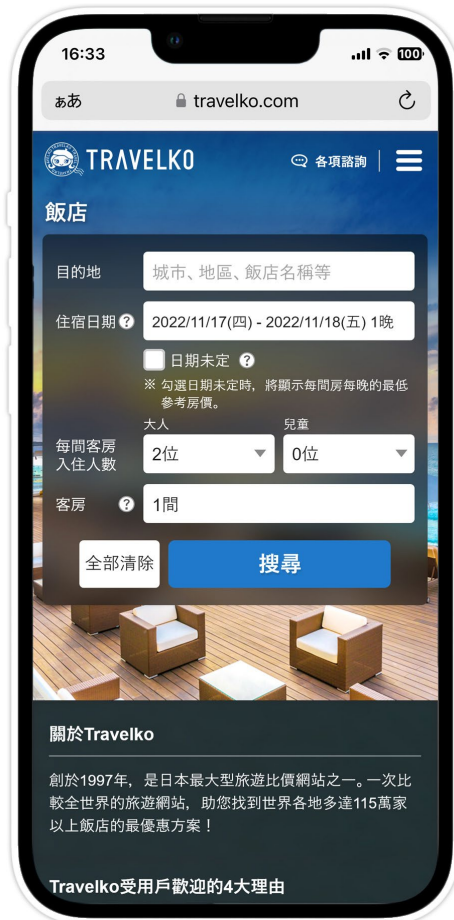 16:33
100
ぁあ
travelko.com
TRAVELKO
各項諮詢
飯店
目的地
城市、地區、飯店名稱等
住宿日期 ?
2022/11/17(四) - 2022/11/18(五) 1晚
日期未定 ?
※ 勾選日期未定時，將顯示每間房每晚的最低
參考房價。
大人
兒童
每間客房
入住人數
2位
0位
客房 ?
1間
全部清除
搜尋
關於Travelko
創於1997年，是日本最大型旅遊比價網站之一。一次比
較全世界的旅遊網站，助您找到世界各地多達115萬家
以上飯店的最優惠方案！
Travelko受用戶歡迎的4大理由